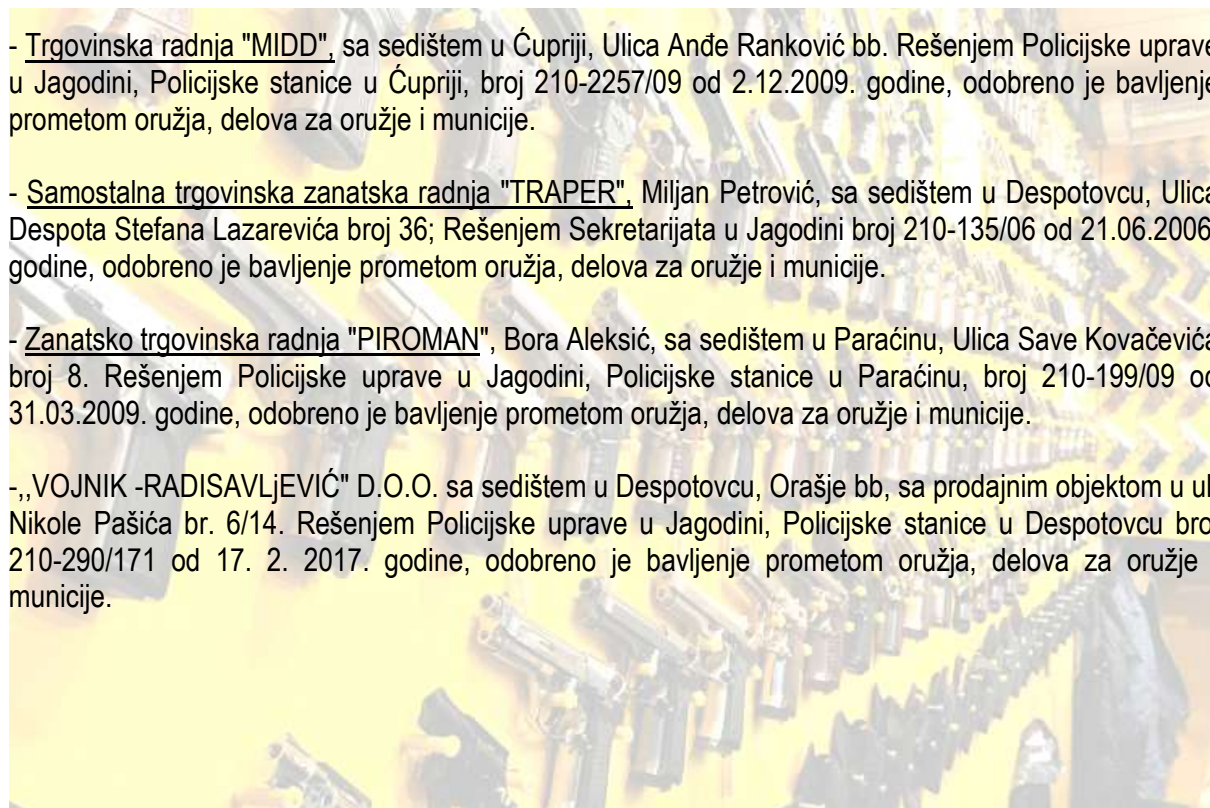 - Trgovinska radnja "MIDD", sa sedištem u Ćupriji, Ulica Anđe Ranković bb. Rešenjem Policijske uprave
u Jagodini, Policijske stanice u Ćupriji, broj 210-2257/09 od 2.12.2009. godine, odobreno je bavljenje
prometom oružja, delova za oružje i municije.
- Samostalna trgovinska zanatska radnja "TRAPER", Miljan Petrović, sa sedištem u Despotovcu, Ulica
Despota Stefana Lazarevića broj 36; Rešenjem Sekretarijata u Jagodini broj 210-135/06 od 21.06.2006.
godine, odobreno je bavljenje prometom oružja, delova za oružje i municije.
- Zanatsko trgovinska radnja "PIROMAN", Bora Aleksić, sa sedištem u Paraćinu, Ulica Save Kovačevića
broj 8. Rešenjem Policijske uprave u Jagodini, Policijske stanice u Paraćinu, broj 210-199/09 od
31.03.2009. godine, odobreno je bavljenje prometom oružja, delova za oružje i municije.
-,,VOJNIK -RADISAVLjEVIĆ" D.O.O. sa sedištem u Despotovcu, Orašje bb, sa prodajnim objektom u ul
Nikole Pašića br. 6/14. Rešenjem Policijske uprave u Jagodini, Policijske stanice u Despotovcu bro
210-290/171 od 17. 2. 2017. godine, odobreno je bavljenje prometom oružja, delova za oružje
municije.